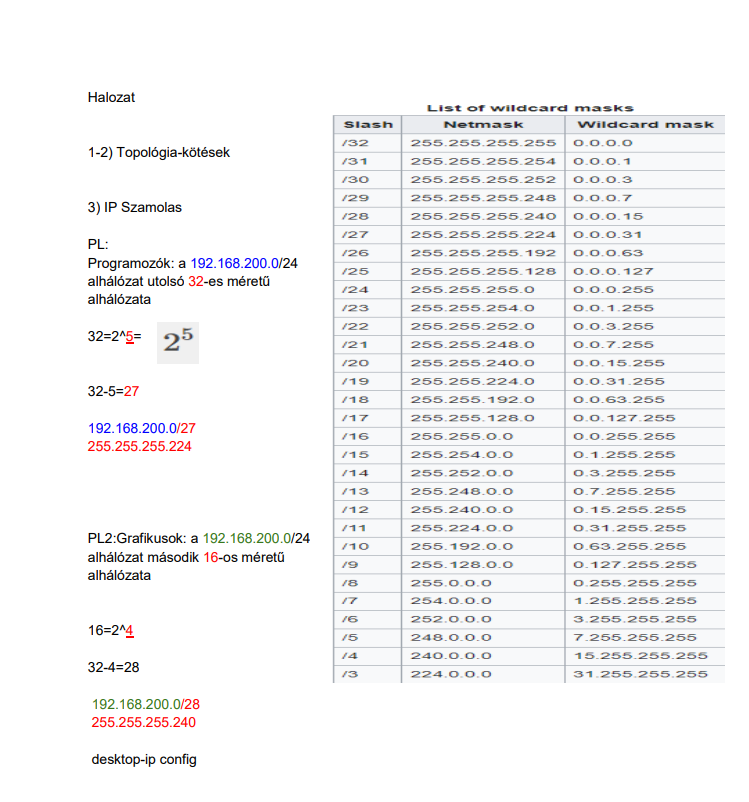 Halozat
1-2) Topológia-kötések
3) IP Szamolas
PL:
Programozók: a 192.168.200.0/24
alhálózat utolsó 32-es méretű
alhálózata
32=2^5= 2⁵
32-5=27
192.168.200.0/27
255.255.255.224
PL2:Grafikusok: a 192.168.200.0/24
alhálózat második 16-os méretű
alhálózata
16=2^4
32-4=28
192.168.200.0/28
255.255.255.240
desktop-ip config
List of wildcard masks
Slash Netmask Wildcard mask
/32 255.255.255.255 0.0.0.0
/31 255.255.255.254 0.0.0.1
/30 255.255.255.252 0.0.0.3
/29 255.255.255.248 0.0.0.7
/28 255.255.255.240 0.0.0.15
/27 255.255.255.224 0.0.0.31
/26 255.255.255.192 0.0.0.63
/25 255.255.255.128 0.0.0.127
/24 255.255.255.0 0.0.0.255
/23 255.255.254.0 0.0.1.255
/22 255.255.252.0 0.0.3.255
/21 255.255.248.0 0.0.7.255
/20 255.255.240.0 0.0.15.255
/19 255.255.224.0 0.0.31.255
/18 255.255.192.0 0.0.63.255
/17 255.255.128.0 0.0.127.255
/16 255.255.0.0 0.0.255.255
/15 255.254.0.0 0.1.255.255
/14 255.252.0.0 0.3.255.255
/13 255.248.0.0 0.7.255.255
/12 255.240.0.0 0.15.255.255
/11 255.224.0.0 0.31.255.255
/10 255.192.0.0 0.63.255.255
/9 255.128.0.0 0.127.255.255
/8 255.0.0.0 0.255.255.255
/7 254.0.0.0 1.255.255.255
/6 252.0.0.0 3.255.255.255
/5 248.0.0.0 7.255.255.255
/4 240.0.0.0 15.255.255.255
/3 224.0.0.0 31.255.255.255